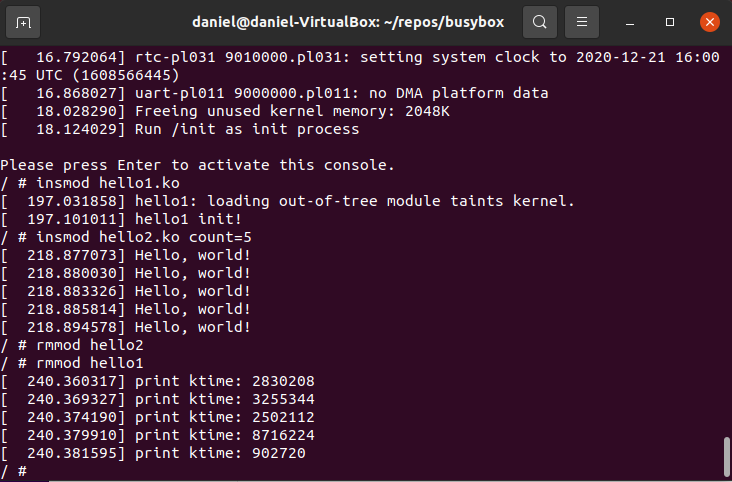 daniel@daniel-VirtualBox: ~/repos/busybox
[   16.792064] rtc-pl031 9010000.pl031: setting system clock to 2020-12-21 16:00
:45 UTC (1608566445)
[   16.868027] uart-pl011 9000000.pl011: no DMA platform data
[   18.028290] Freeing unused kernel memory: 2048K
[   18.124029] Run /init as init process

Please press Enter to activate this console.
/ # insmod hello1.ko
[  197.031858] hello1: loading out-of-tree module taints kernel.
[  197.101011] hello1 init!
/ # insmod hello2.ko count=5
[  218.877073] Hello, world!
[  218.880030] Hello, world!
[  218.883326] Hello, world!
[  218.885814] Hello, world!
[  218.894578] Hello, world!
/ # rmmod hello2
/ # rmmod hello1
[  240.360317] print ktime: 2830208
[  240.369327] print ktime: 3255344
[  240.374190] print ktime: 2502112
[  240.379910] print ktime: 8716224
[  240.381595] print ktime: 902720
/ #